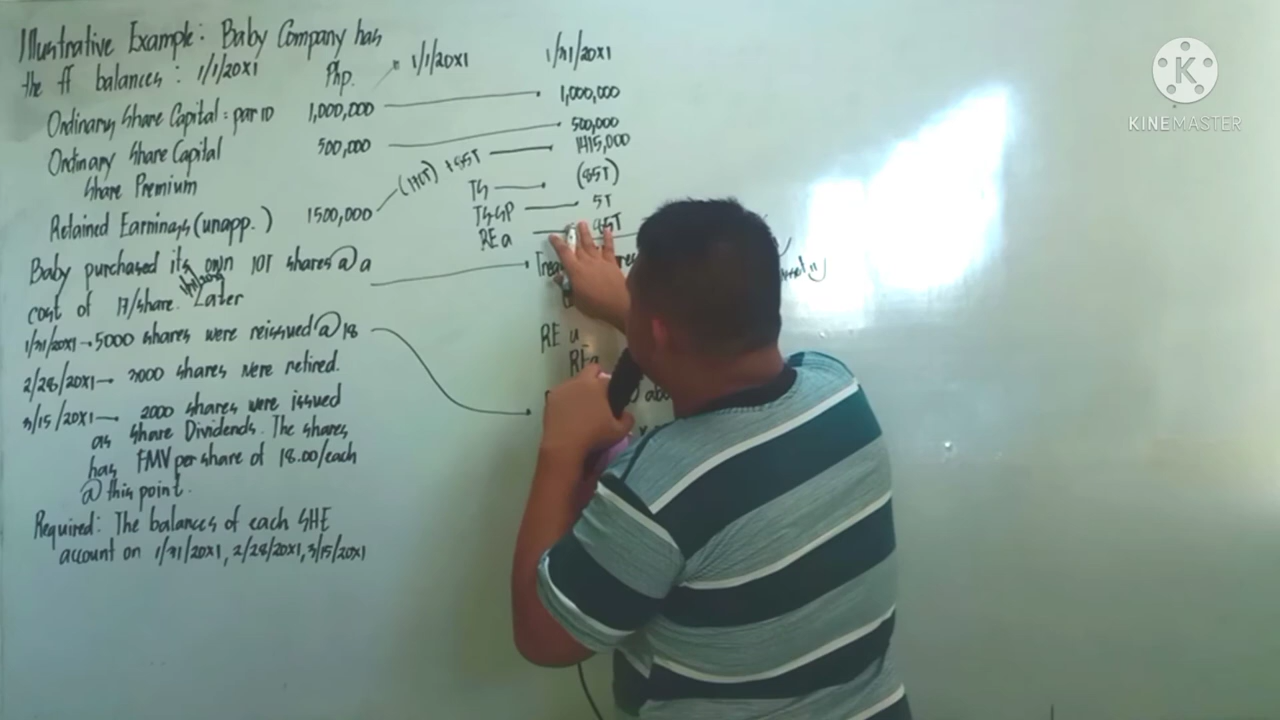 Illustrative Example: Baby Company has
the ff balances: 1/1/20X1 Php.
Ordinary Share Capital: par 10 1,000,000
Ordinary Share Capital 500,000
Share Premium
Retained Earnings (unapp.) 1500,000
Baby purchased its own 10T shares @ a
cost of 17/share. Later
1/31/20X1 → 5000 shares were reissued @ 18
2/28/20X1 — 3000 shares were retired.
3/15/20X1 — 2000 shares were issued
as share Dividends. The shares
has FMV per share of 18.00/each
@ this point.
Required: The balances of each SHE
account on 1/31/20X1, 2/28/20X1, 3/15/20X1
1/1/20X1 1/31/20X1
1,000,000
500,000
+85T 1415,000
TS (85T)
TSSP 5T
RE a 85T
RE u
RE a
KINEMASTER